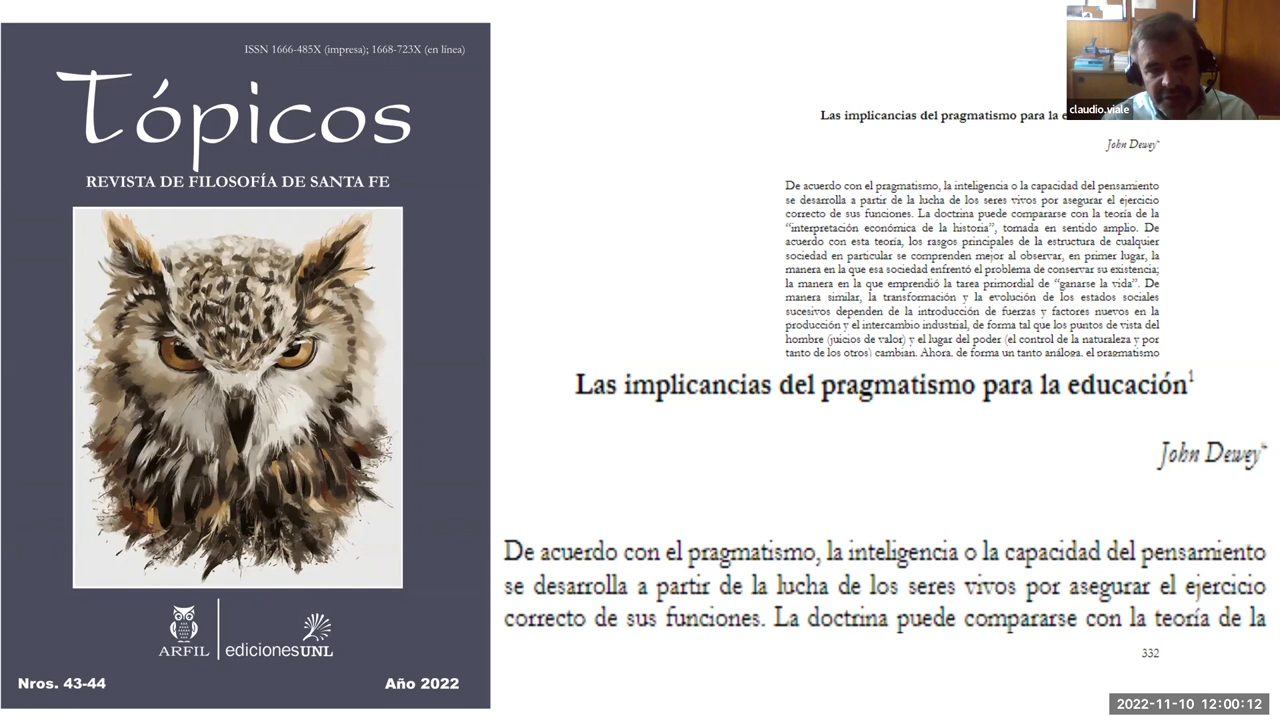 ISSN 1666-485X (impresa); 1668-723X (en línea)
Tópicos
REVISTA DE FILOSOFÍA DE SANTA FE
ARFIL
edicionesUNL
Nros. 43-44
Año 2022
claudio.viale
Las implicancias del pragmatismo para la e
John Dewey*
De acuerdo con el pragmatismo, la inteligencia o la capacidad del pensamiento
se desarrolla a partir de la lucha de los seres vivos por asegurar el ejercicio
correcto de sus funciones. La doctrina puede compararse con la teoría de la
“interpretación económica de la historia”, tomada en sentido amplio. De
acuerdo con esta teoría, los rasgos principales de la estructura de cualquier
sociedad en particular se comprenden mejor al observar, en primer lugar, la
manera en la que esa sociedad enfrentó el problema de conservar su existencia;
la manera en la que emprendió la tarea primordial de “ganarse la vida”. De
manera similar, la transformación y la evolución de los estados sociales
sucesivos dependen de la introducción de fuerzas y factores nuevos en la
producción y el intercambio industrial, de forma tal que los puntos de vista del
hombre (juicios de valor) y el lugar del poder (el control de la naturaleza y por
tanto de los otros) cambian. Ahora, de forma un tanto análoga, el pragmatismo
Las implicancias del pragmatismo para la educación¹
John Dewey*
De acuerdo con el pragmatismo, la inteligencia o la capacidad del pensamiento
se desarrolla a partir de la lucha de los seres vivos por asegurar el ejercicio
correcto de sus funciones. La doctrina puede compararse con la teoría de la
332
2022-11-10 12:00:12